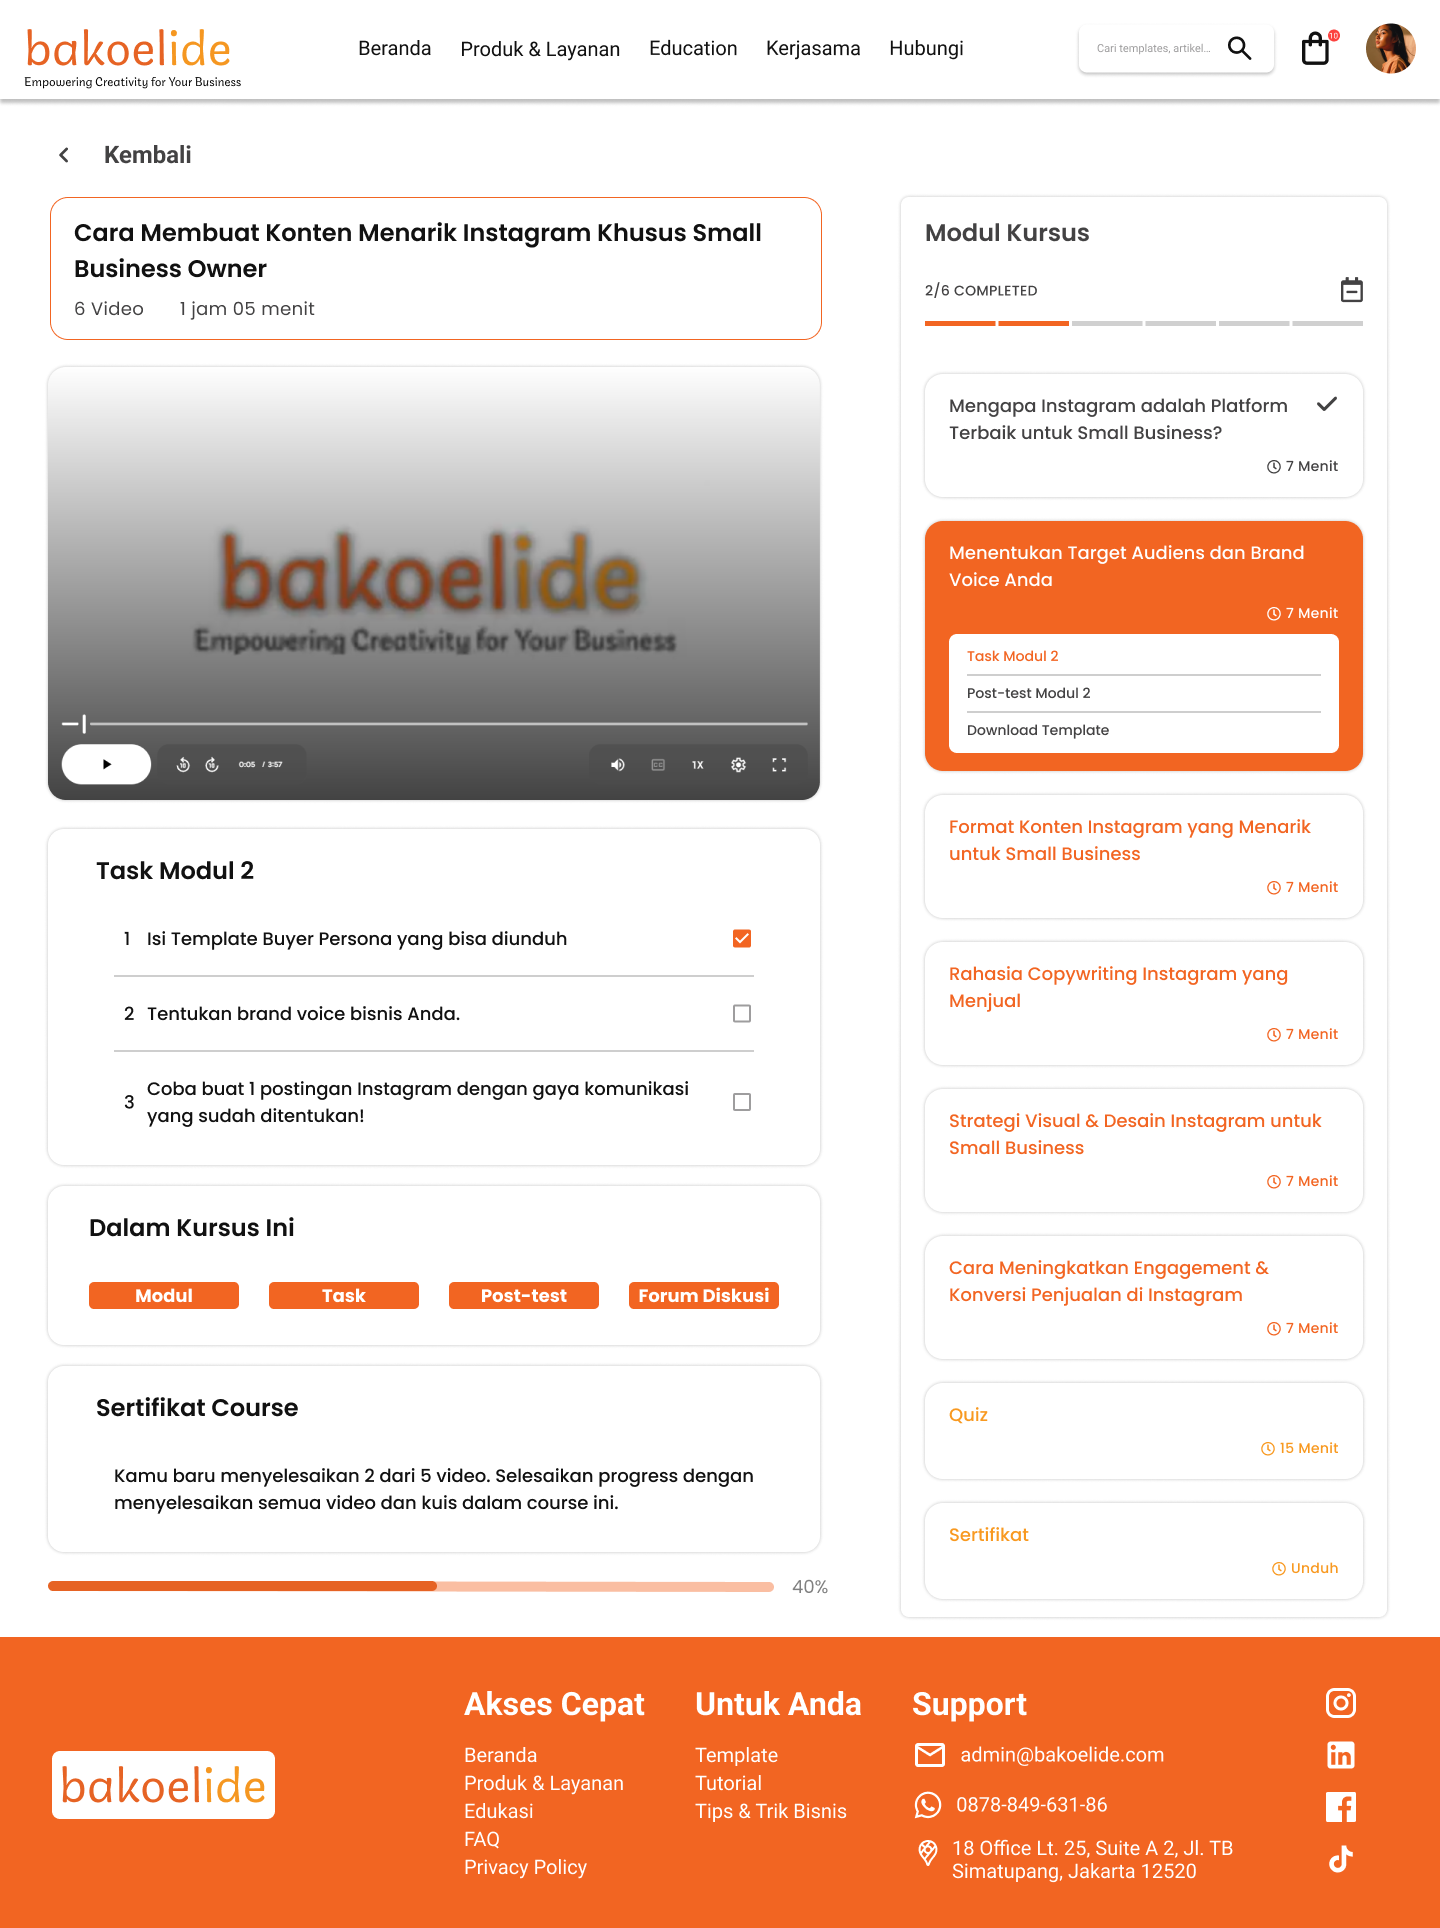 bakoelide
Empowering Creativity for Your Business
Beranda
Produk & Layanan
Education
Kerjasama
Hubungi
Cari templates, artikel...
10
Kembali
Cara Membuat Konten Menarik Instagram Khusus Small
Business Owner
6 Video
1 jam 05 menit
bakoelide
Empowering Creativity for Your Business
10
10
0:05 / 3:57
CC
1X
Task Modul 2
1 Isi Template Buyer Persona yang bisa diunduh
2 Tentukan brand voice bisnis Anda.
3 Coba buat 1 postingan Instagram dengan gaya komunikasi
yang sudah ditentukan!
Dalam Kursus Ini
Modul
Task
Post-test
Forum Diskusi
Sertifikat Course
Kamu baru menyelesaikan 2 dari 5 video. Selesaikan progress dengan
menyelesaikan semua video dan kuis dalam course ini.
40%
Modul Kursus
2/6 COMPLETED
Mengapa Instagram adalah Platform
Terbaik untuk Small Business?
7 Menit
Menentukan Target Audiens dan Brand
Voice Anda
7 Menit
Task Modul 2
Post-test Modul 2
Download Template
Format Konten Instagram yang Menarik
untuk Small Business
7 Menit
Rahasia Copywriting Instagram yang
Menjual
7 Menit
Strategi Visual & Desain Instagram untuk
Small Business
7 Menit
Cara Meningkatkan Engagement &
Konversi Penjualan di Instagram
7 Menit
Quiz
15 Menit
Sertifikat
Unduh
bakoelide
Akses Cepat
Beranda
Produk & Layanan
Edukasi
FAQ
Privacy Policy
Untuk Anda
Template
Tutorial
Tips & Trik Bisnis
Support
admin@bakoelide.com
0878-849-631-86
18 Office Lt. 25, Suite A 2, Jl. TB
Simatupang, Jakarta 12520